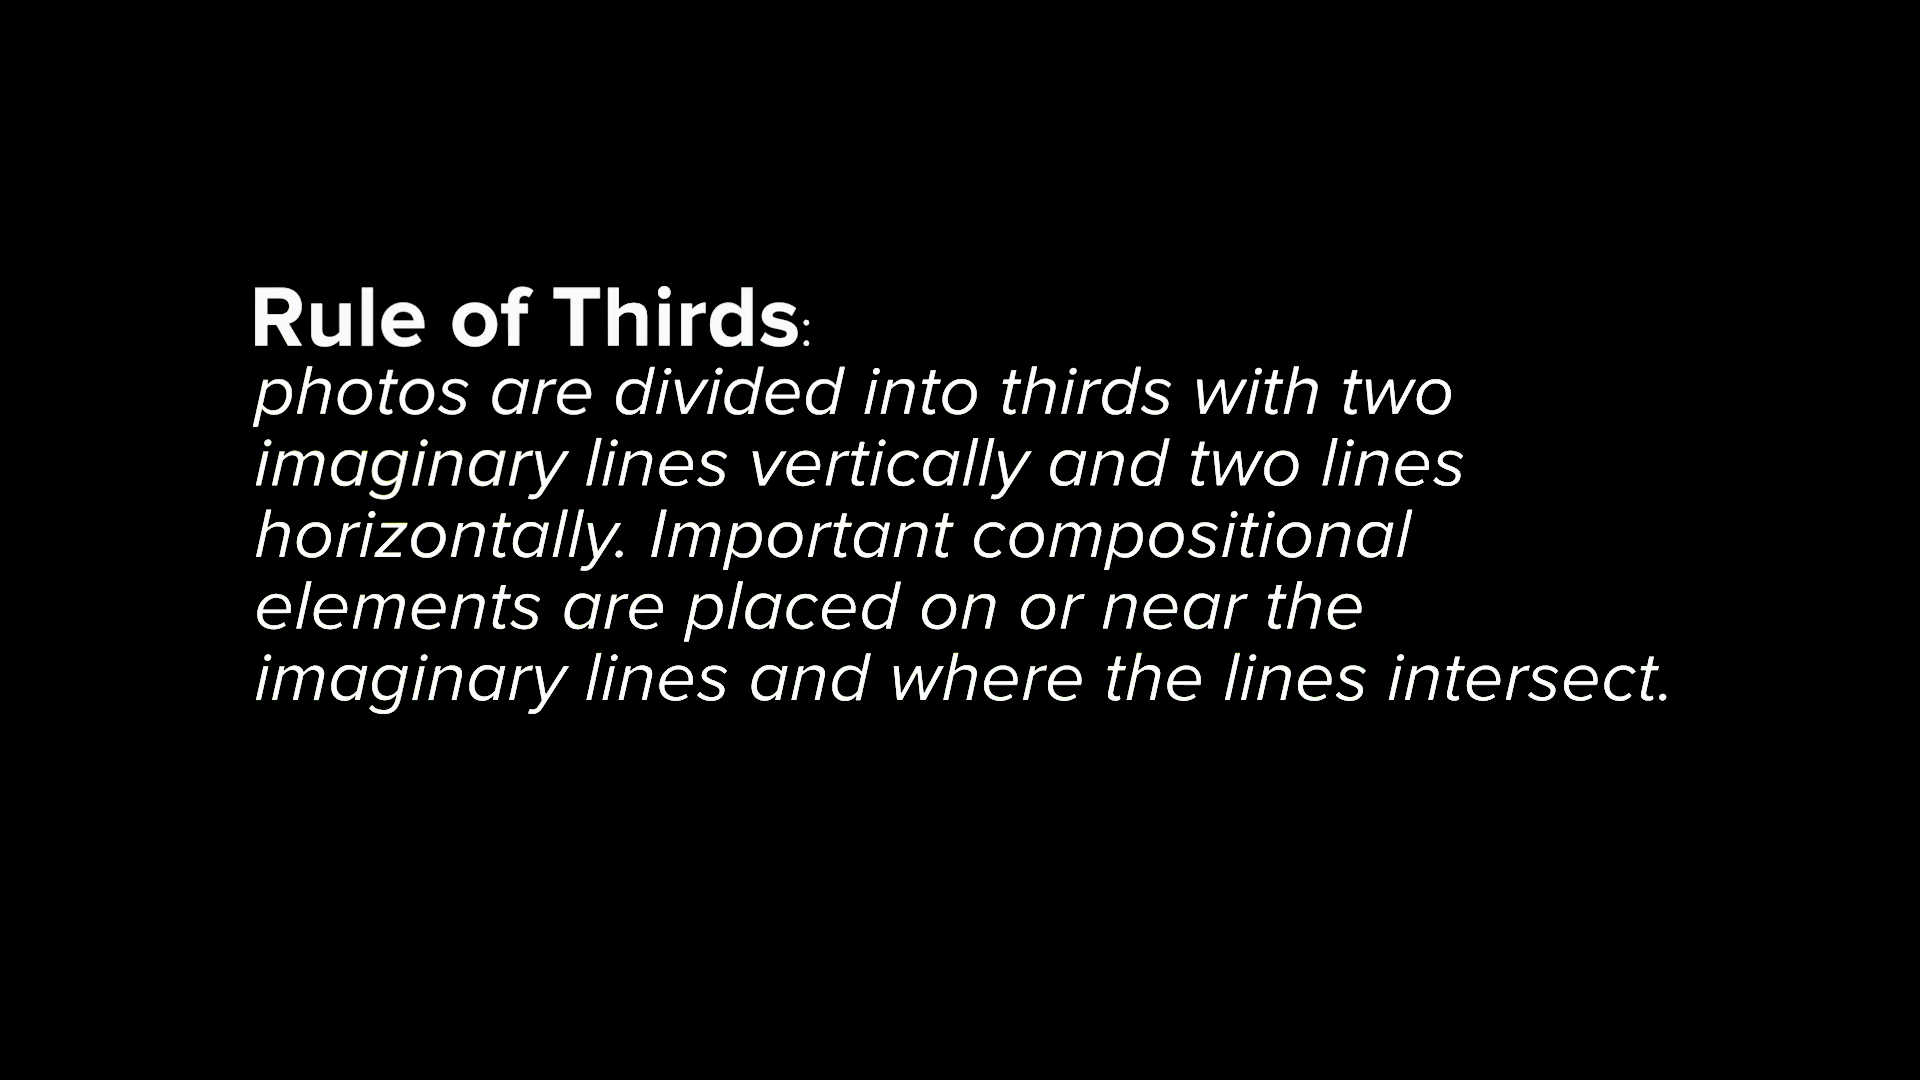 Rule of Thirds:
photos are divided into thirds with two
imaginary lines vertically and two lines
horizontally. Important compositional
elements are placed on or near the
imaginary lines and where the lines intersect.